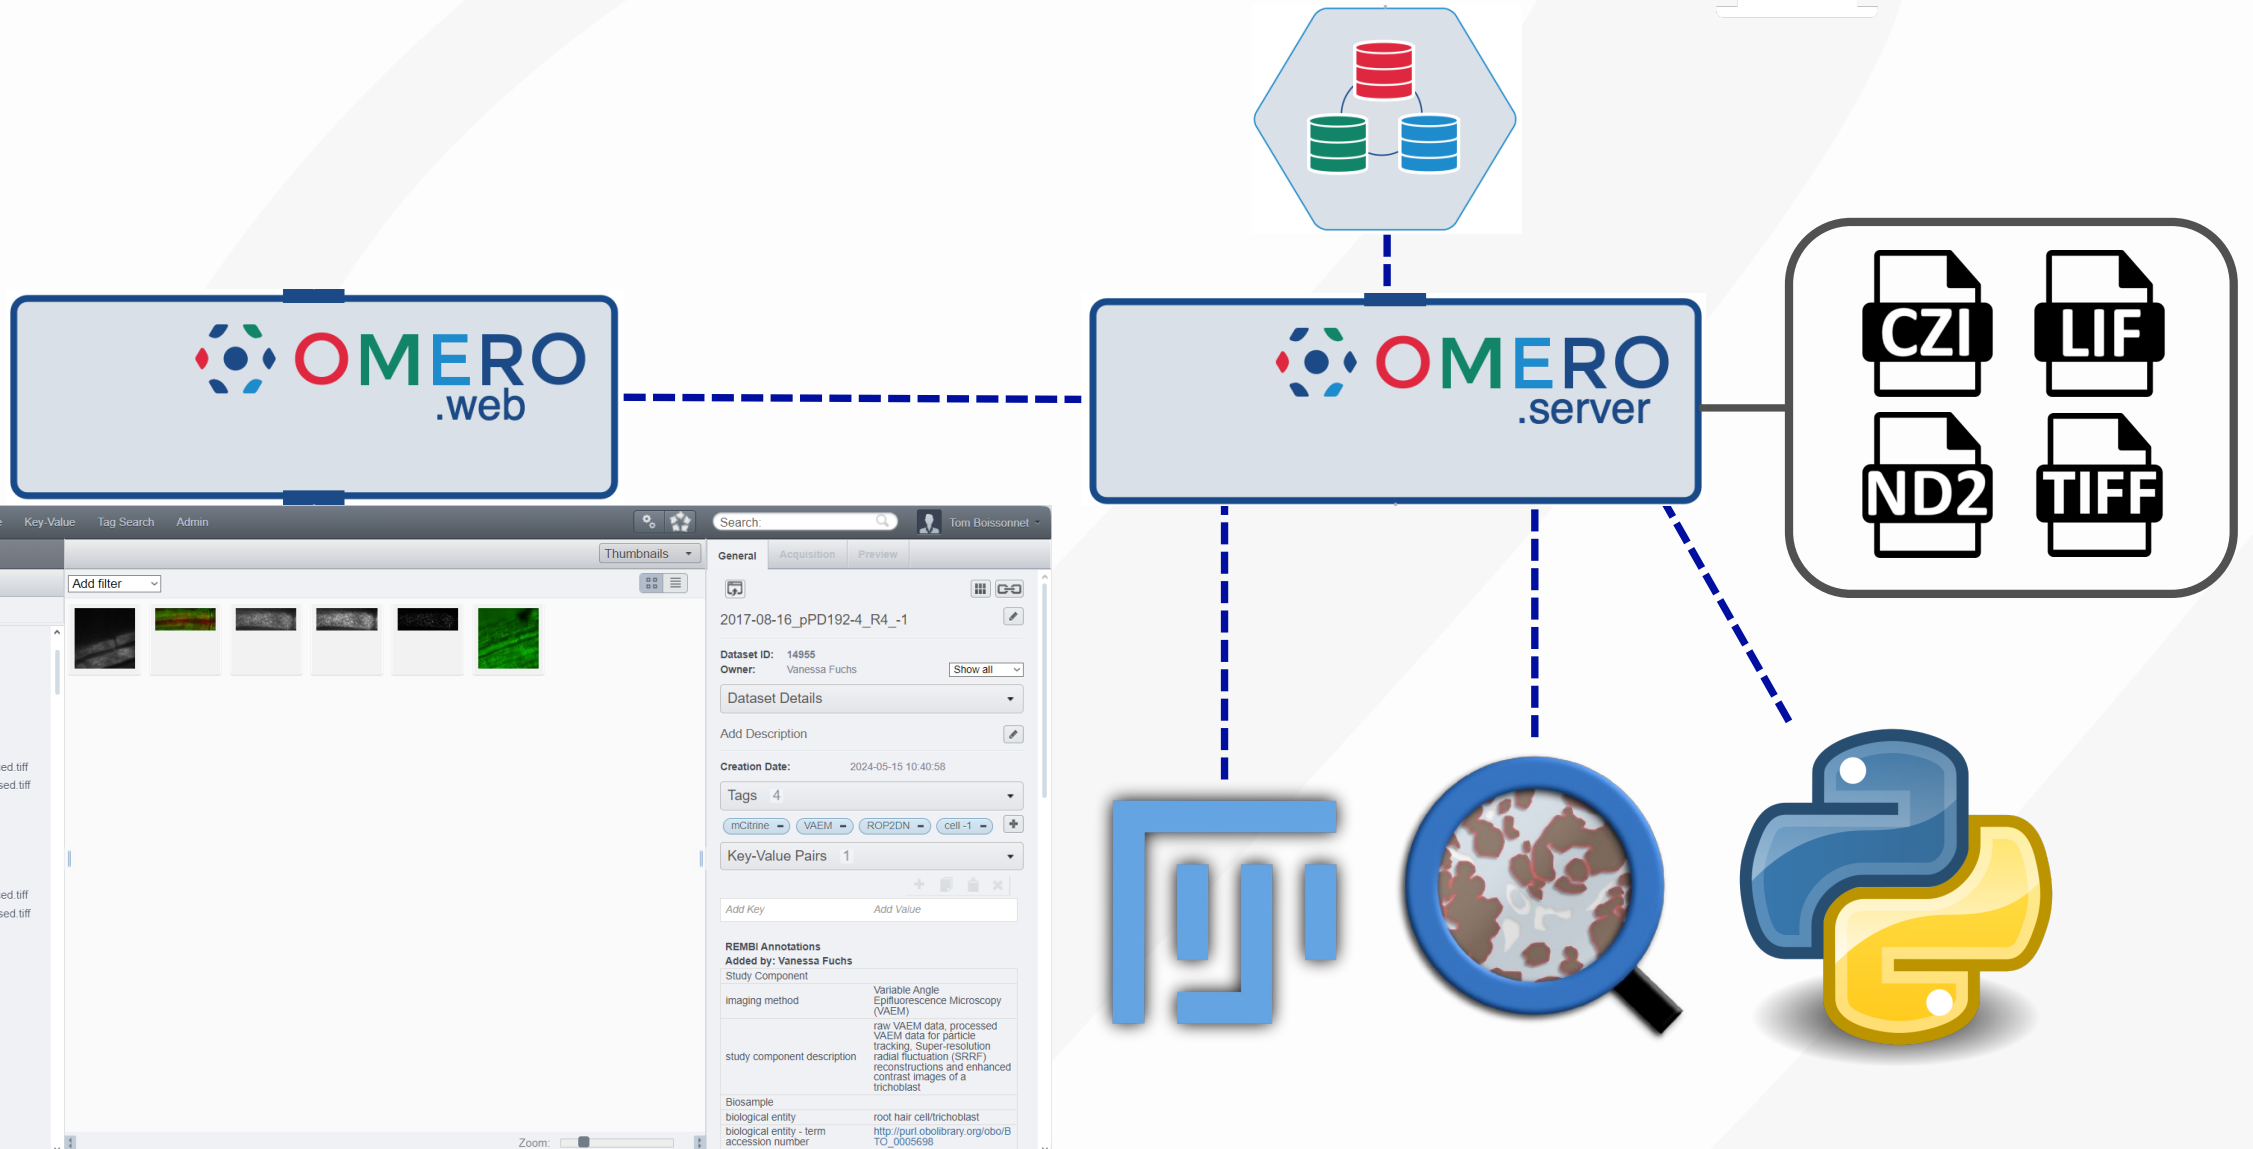 OMERO
.web
OMERO
.server
CZI
LIF
ND2
TIFF
Key-Value
Tag Search
Admin
Search:
Tom Boissonnet
Thumbnails
General
Acquisition
Preview
Add filter
2017-08-16_pPD192-4_R4_-1
Dataset ID: 14955
Owner: Vanessa Fuchs
Show all
Dataset Details
Add Description
Creation Date: 2024-05-15 10:40:58
Tags 4
mCitrine –
VAEM –
ROP2DN –
cell -1 –
Key-Value Pairs 1
Add Key
Add Value
REMBI Annotations
Added by: Vanessa Fuchs
Study Component
imaging method
Variable Angle
Epifluorescence Microscopy
(VAEM)
study component description
raw VAEM data, processed
VAEM data for particle
tracking, Super-resolution
radial fluctuation (SRRF)
reconstructions and enhanced
contrast images of a
trichoblast
Biosample
biological entity
root hair cell/trichoblast
biological entity - term
accession number
http://purl.obolibrary.org/obo/B
TO_0005698
ed.tiff
sed.tiff
ed.tiff
sed.tiff
Zoom: